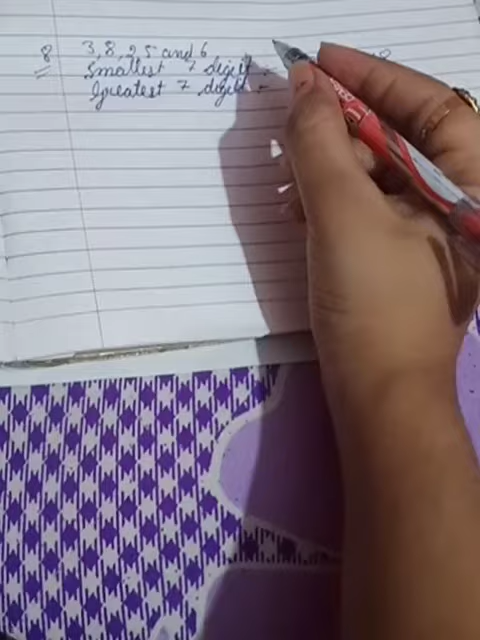 8 3, 8, 2, 5 and 6
Smallest 7 digit -
Greatest 7 digit -